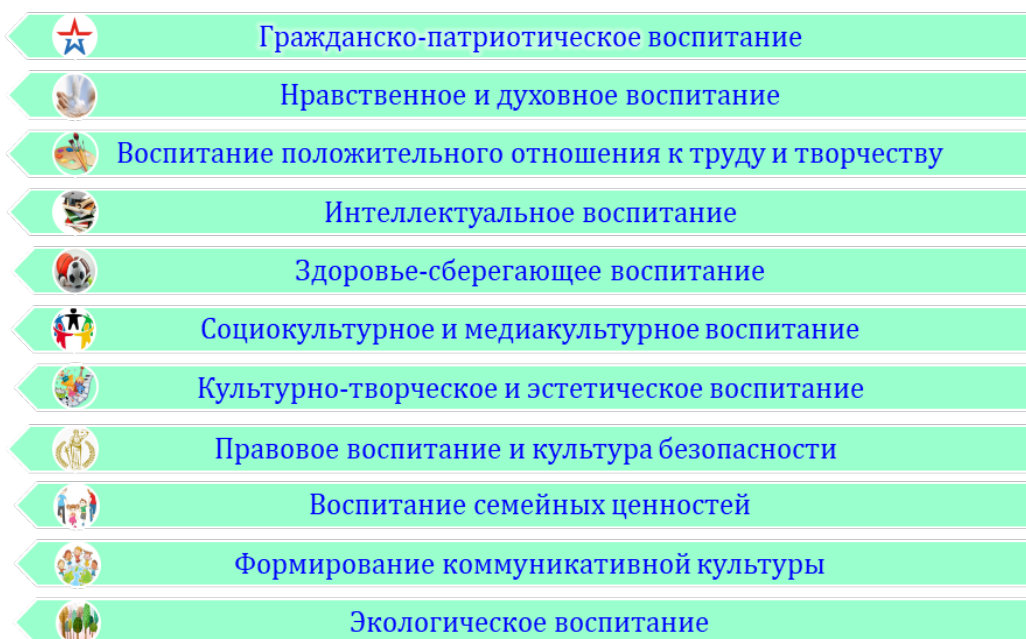 Гражданско-патриотическое воспитание
Нравственное и духовное воспитание
Воспитание положительного отношения к труду и творчеству
Интеллектуальное воспитание
Здоровье-сберегающее воспитание
Социокультурное и медиакультурное воспитание
Культурно-творческое и эстетическое воспитание
Правовое воспитание и культура безопасности
Воспитание семейных ценностей
Формирование коммуникативной культуры
Экологическое воспитание